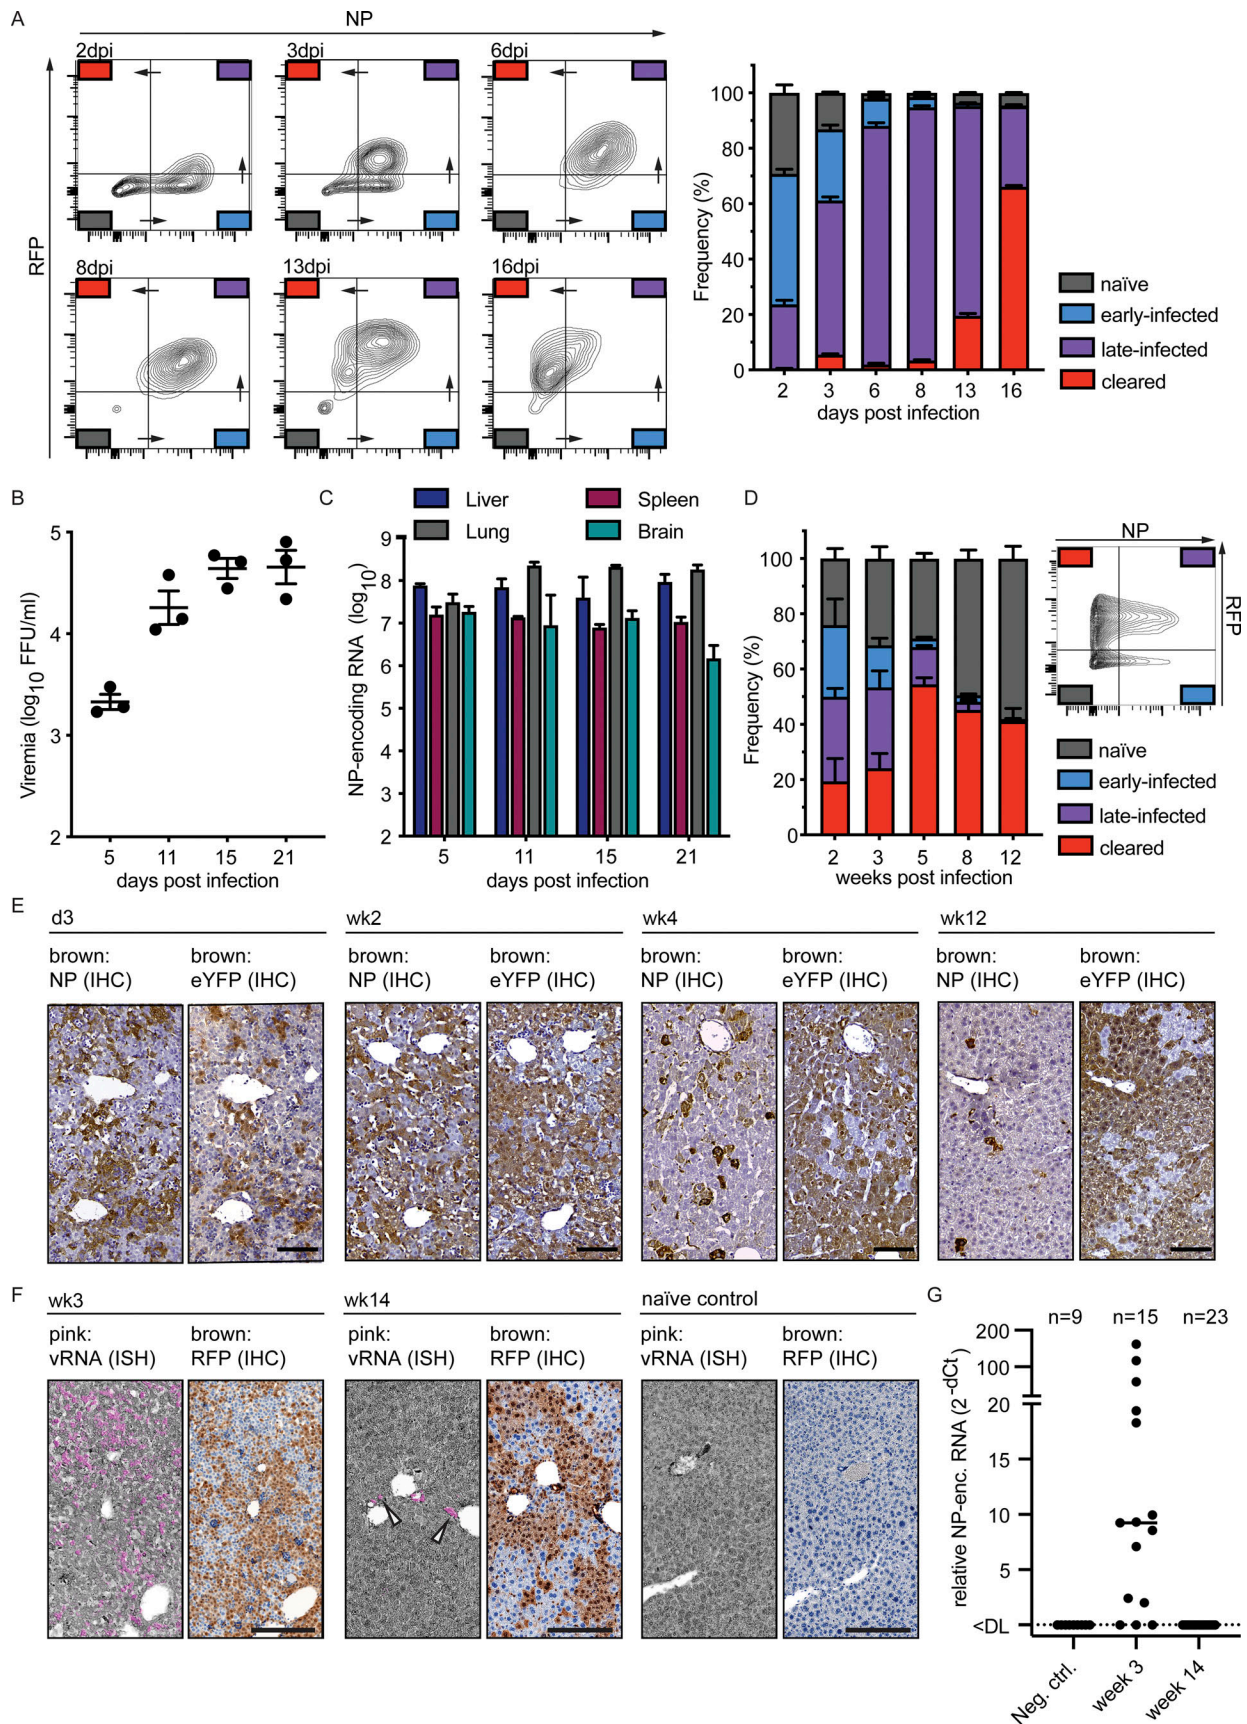 A
NP
2dpi
3dpi
6dpi
RFP
8dpi
13dpi
16dpi
100
80
60
40
20
0
Frequency (%)
2 3 6 8 13 16
days post infection
naïve
early-infected
late-infected
cleared
B
5
4
3
2
Viremia (log10 FFU/ml)
5 11 15 21
days post infection
C
Liver
Spleen
Lung
Brain
9
8
7
6
5
4
3
2
NP-encoding RNA (log10)
5 11 15 21
days post infection
D
100
80
60
40
20
0
Frequency (%)
2 3 5 8 12
weeks post infection
NP
RFP
naïve
early-infected
late-infected
cleared
E
d3
wk2
wk4
wk12
brown:
NP (IHC)
brown:
eYFP (IHC)
brown:
NP (IHC)
brown:
eYFP (IHC)
brown:
NP (IHC)
brown:
eYFP (IHC)
brown:
NP (IHC)
brown:
eYFP (IHC)
F
wk3
wk14
naïve control
pink:
vRNA (ISH)
brown:
RFP (IHC)
pink:
vRNA (ISH)
brown:
RFP (IHC)
pink:
vRNA (ISH)
brown:
RFP (IHC)
G
n=9 n=15 n=23
200
100
20
10
5
<DL
relative NP-enc. RNA (2^-dCt)
Neg. ctrl.
week 3
week 14